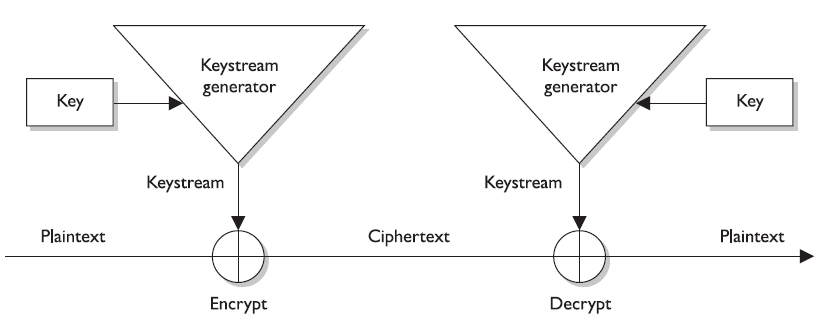 Keystream
generator
Keystream
generator
Key
Key
Keystream
Keystream
Plaintext
Ciphertext
Plaintext
Encrypt
Decrypt